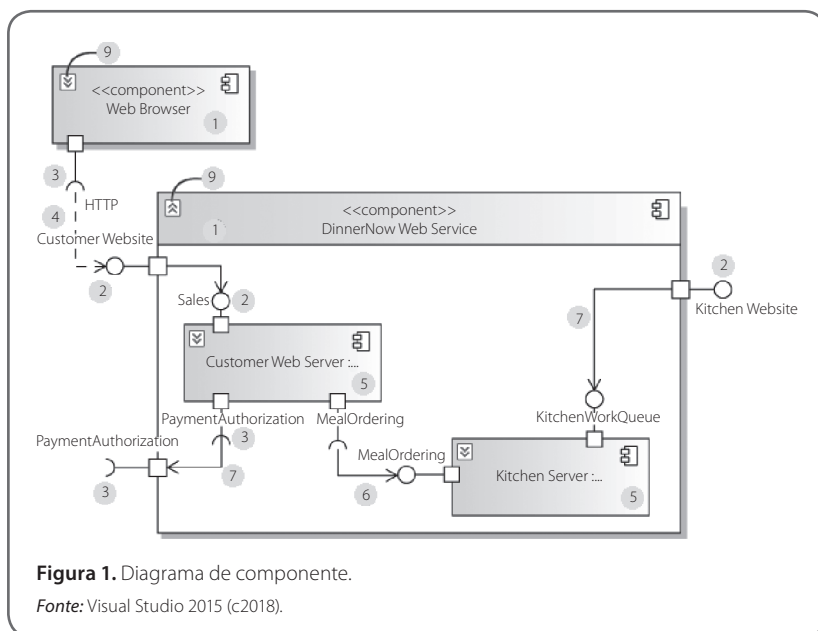 9
<<component>>
Web Browser
1
3
9
HTTP
4
<<component>>
1
DinnerNow Web Service
Customer Website
2
2
Sales
2
Kitchen Website
7
Customer Web Server :...
5
PaymentAuthorization
MealOrdering
KitchenWorkQueue
3
PaymentAuthorization
MealOrdering
3
7
6
Kitchen Server :...
5
Figura 1. Diagrama de componente.
Fonte: Visual Studio 2015 (c2018).